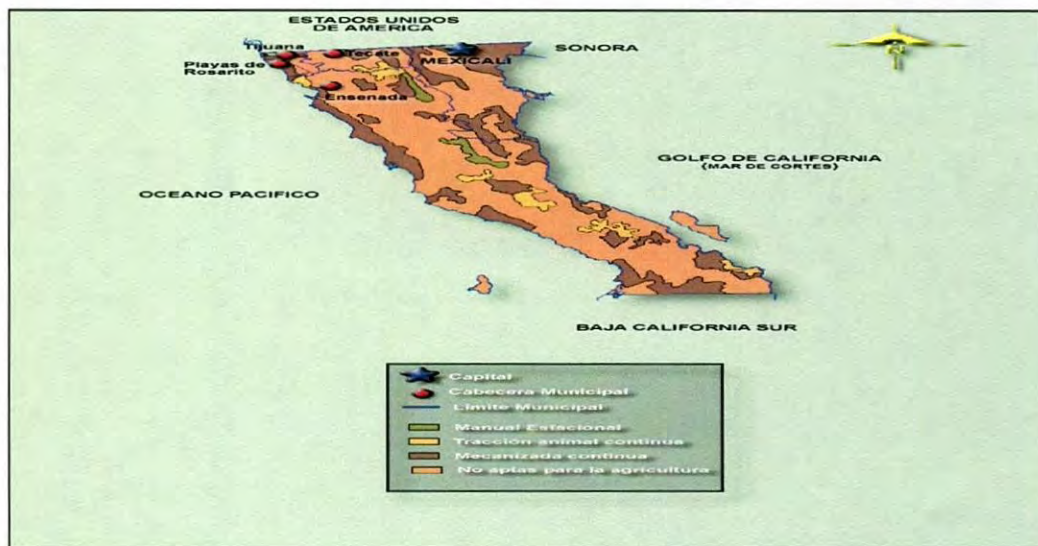 ESTADOS UNIDOS
DE AMERICA
Tijuana
Tecate
MEXICALI
SONORA
Playas de
Rosarito
Ensenada
GOLFO DE CALIFORNIA
(MAR DE CORTES)
OCEANO PACIFICO
BAJA CALIFORNIA SUR
Capital
Cabecera Municipal
Límite Municipal
Manual Estacional
Tracción animal continua
Mecanizada continua
No aptas para la agricultura